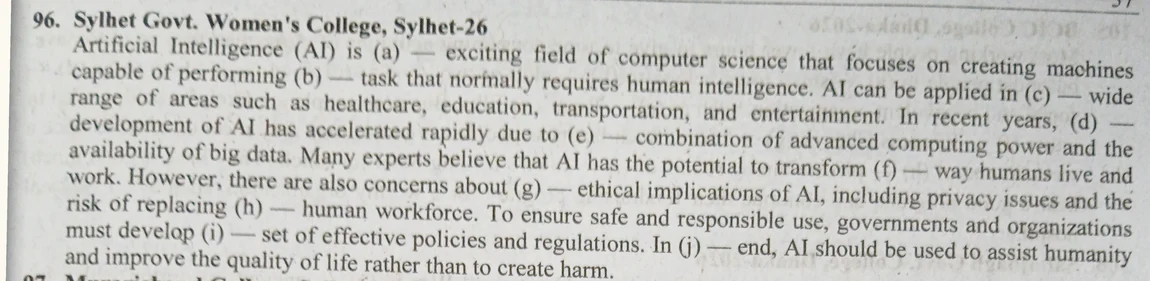 96. Sylhet Govt. Women's College, Sylhet-26
Artificial Intelligence (AI) is (a) — exciting field of computer science that focuses on creating machines
capable of performing (b) — task that normally requires human intelligence. AI can be applied in (c) — wide
range of areas such as healthcare, education, transportation, and entertainment. In recent years, (d) —
development of AI has accelerated rapidly due to (e) — combination of advanced computing power and the
availability of big data. Many experts believe that AI has the potential to transform (f) — way humans live and
work. However, there are also concerns about (g) — ethical implications of AI, including privacy issues and the
risk of replacing (h) — human workforce. To ensure safe and responsible use, governments and organizations
must develop (i) — set of effective policies and regulations. In (j) — end, AI should be used to assist humanity
and improve the quality of life rather than to create harm.